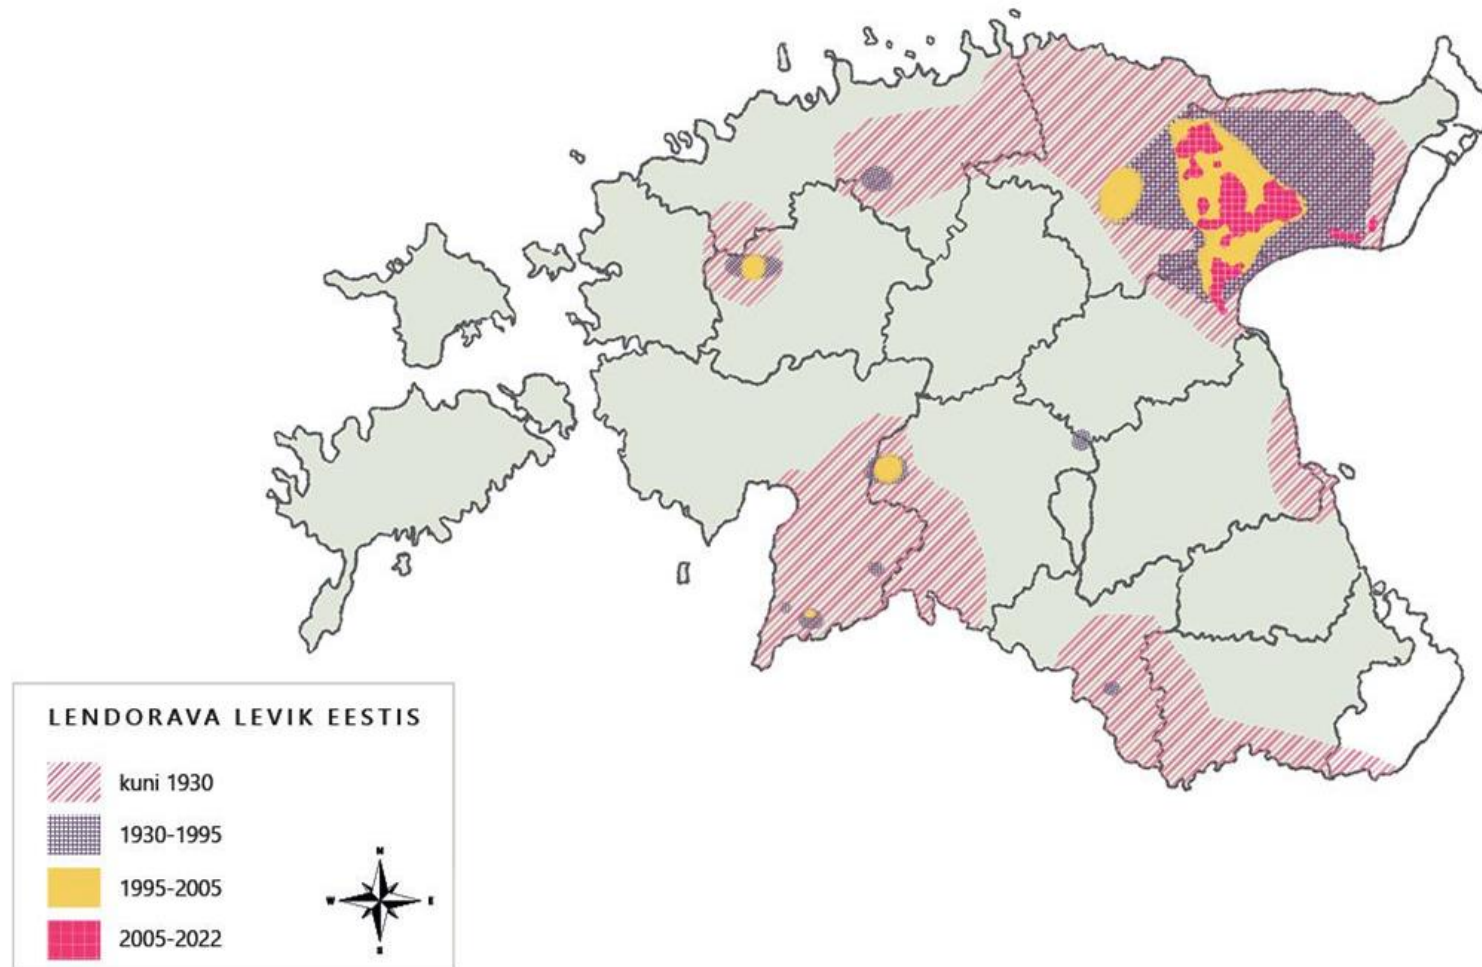 LENDORAVA LEVIK EESTIS
kuni 1930
1930-1995
1995-2005
2005-2022
N
W E
S